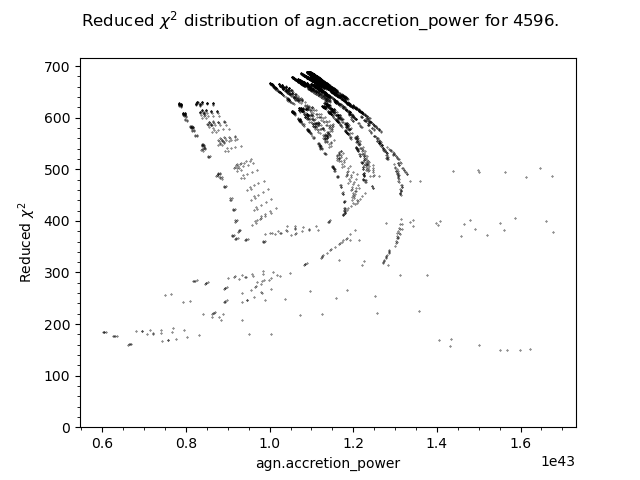 Reduced χ² distribution of agn.accretion_power for 4596.
700
600
500
400
300
200
100
0
Reduced χ²
0.6 0.8 1.0 1.2 1.4 1.6
1e43
agn.accretion_power